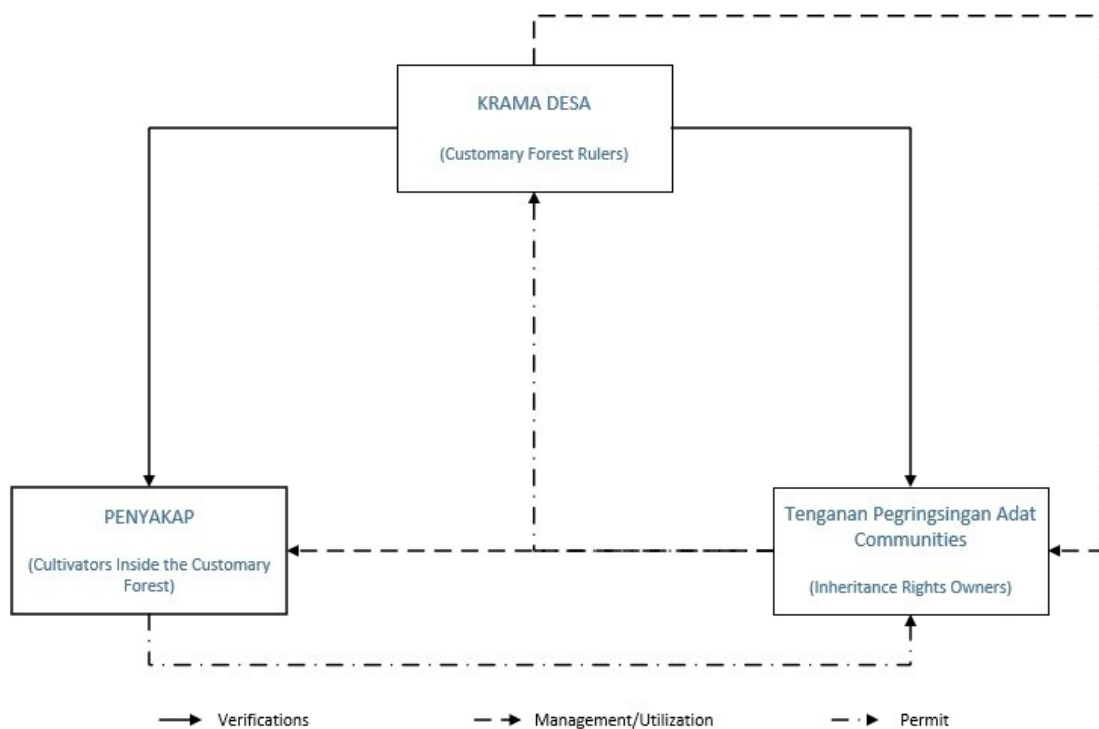 KRAMA DESA
(Customary Forest Rulers)
PENYAKAP
(Cultivators Inside the Customary
Forest)
Tenganan Pegringsingan Adat
Communities
(Inheritance Rights Owners)
Verifications
Management/Utilization
Permit